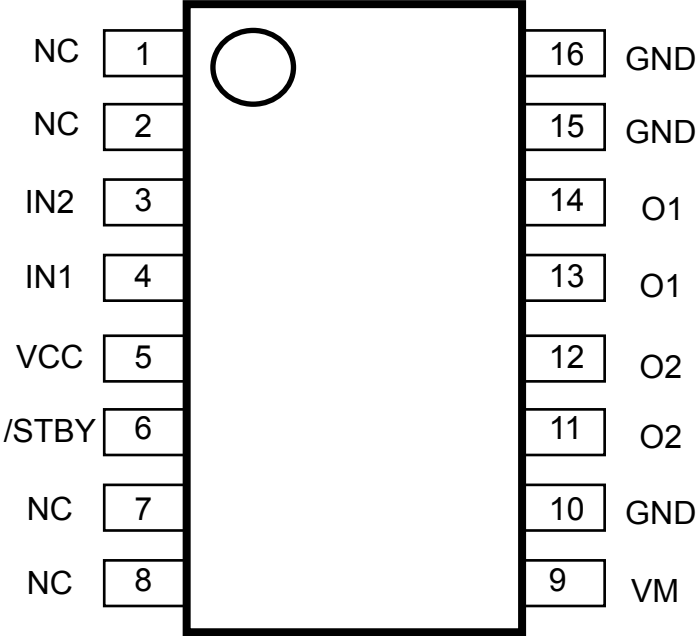 NC 1 16 GND
NC 2 15 GND
IN2 3 14 O1
IN1 4 13 O1
VCC 5 12 O2
/STBY 6 11 O2
NC 7 10 GND
NC 8 9 VM